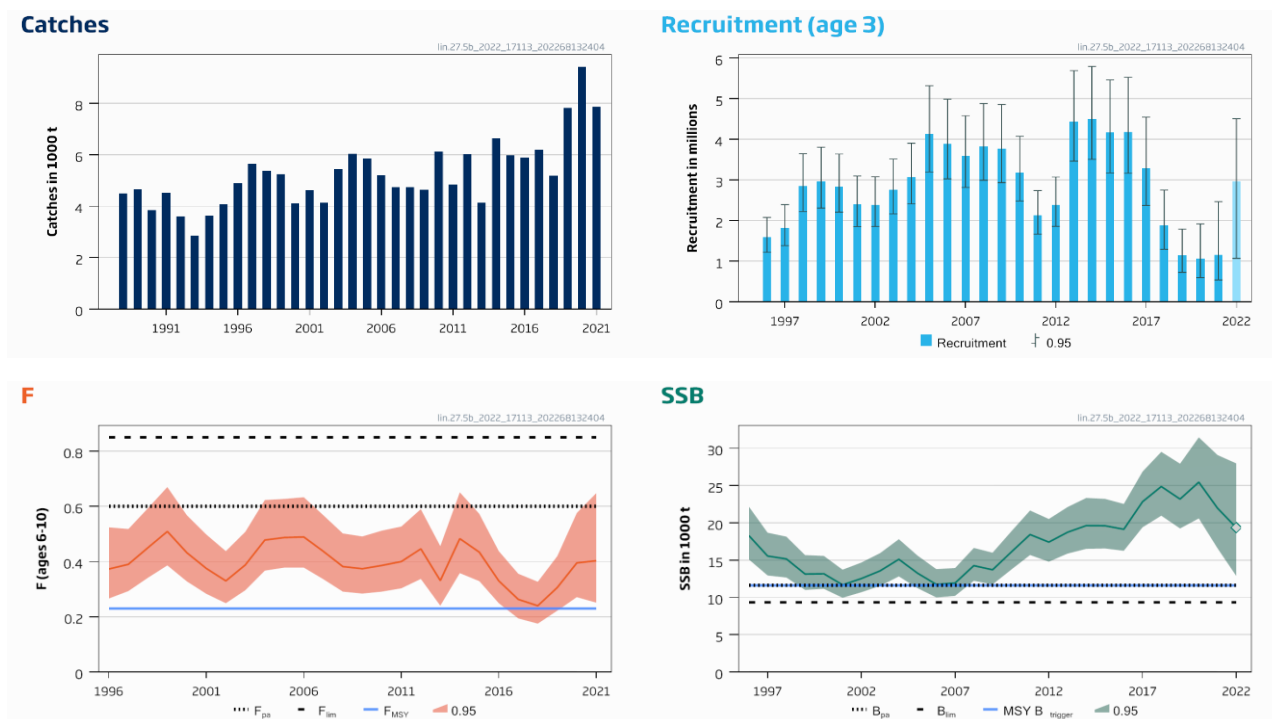 Catches
lin.27.5b_2022_17113_202268132404
Catches in 1000 t
8
6
4
2
0
1991 1996 2001 2006 2011 2016 2021
Recruitment (age 3)
lin.27.5b_2022_17113_202268132404
Recruitment in millions
6
5
4
3
2
1
0
1997 2002 2007 2012 2017 2022
Recruitment 0.95
F
lin.27.5b_2022_17113_202268132404
F (ages 6-10)
0.8
0.6
0.4
0.2
0
1996 2001 2006 2011 2016 2021
Fpa Flim FMSY 0.95
SSB
lin.27.5b_2022_17113_202268132404
SSB in 1000 t
30
25
20
15
10
5
0
1997 2002 2007 2012 2017 2022
Bpa Blim MSY B trigger 0.95